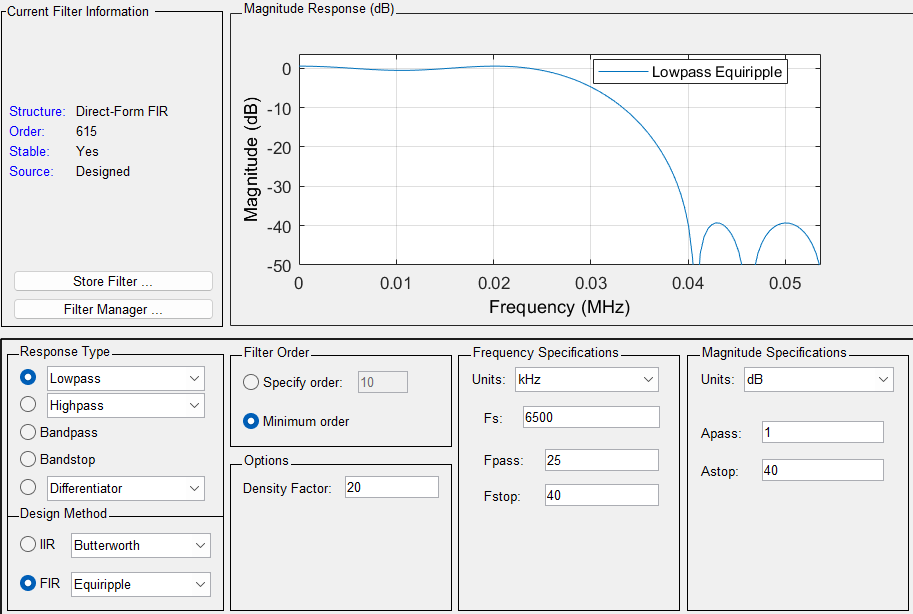 Current Filter Information
Structure: Direct-Form FIR
Order: 615
Stable: Yes
Source: Designed
Store Filter ...
Filter Manager ...
Magnitude Response (dB)
Lowpass Equiripple
Magnitude (dB)
0
-10
-20
-30
-40
-50
0 0.01 0.02 0.03 0.04 0.05
Frequency (MHz)
Response Type
Lowpass
Highpass
Bandpass
Bandstop
Differentiator
Design Method
IIR Butterworth
FIR Equiripple
Filter Order
Specify order: 10
Minimum order
Options
Density Factor: 20
Frequency Specifications
Units: kHz
Fs: 6500
Fpass: 25
Fstop: 40
Magnitude Specifications
Units: dB
Apass: 1
Astop: 40